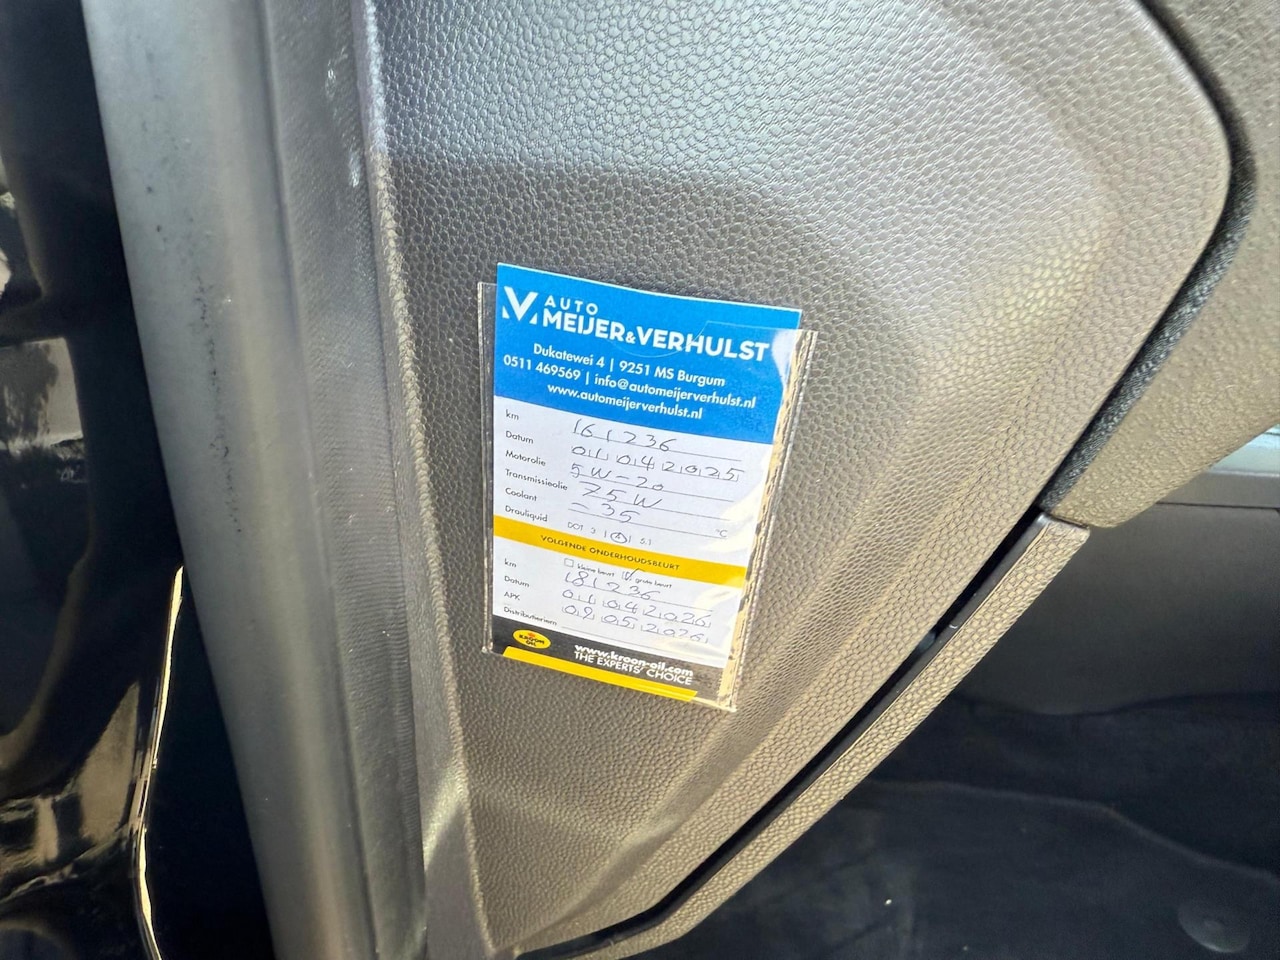 AUTO
MEIJER&VERHULST
Dukatewei 4 | 9251 MS Burgum
0511 469569 | info@automeijerverhulst.nl
www.automeijerverhulst.nl
km 161236
Datum 01 04 2025
Motorolie 5W-20
Transmissieolie 75W
Coolant -35 °C
Drauliquid DOT 3 | 4 | 5.1
VOLGENDE ONDERHOUDSBEURT
kleine beurt grote beurt
km 181236
Datum 01 04 2026
APK 09 05 2026
Distributieriem
KROON OIL
www.kroon-oil.com
THE EXPERTS' CHOICE